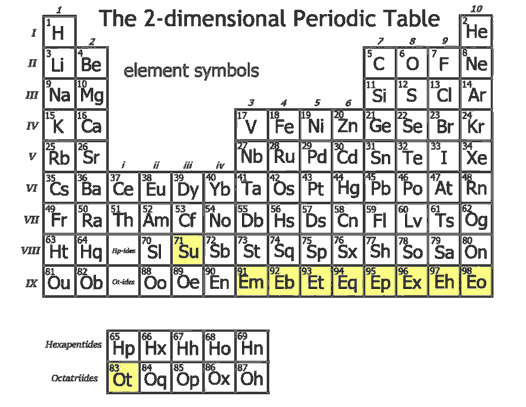 The 2-dimensional Periodic Table
element symbols
1 10
I 1 H 2 He
2 7 8 9
II 3 Li 4 Be 5 C 6 O 7 F 8 Ne
III 9 Na 10 Mg 11 Si 12 S 13 Cl 14 Ar
3 4 5 6
IV 15 K 16 Ca 17 V 18 Fe 19 Ni 20 Zn 21 Ge 22 Se 23 Br 24 Kr
V 25 Rb 26 Sr 27 Nb 28 Ru 29 Pd 30 Cd 31 Sn 32 Te 33 I 34 Xe
i ii iii iv
VI 35 Cs 36 Ba 37 Ce 38 Eu 39 Dy 40 Yb 41 Ta 42 Os 43 Pt 44 Hg 45 Pb 46 Po 47 At 48 Rn
VII 49 Fr 50 Ra 51 Th 52 Am 53 Cf 54 No 55 Db 56 Hs 57 Ds 58 Cn 59 Fl 60 Lv 61 Ts 62 Og
VIII 63 Ht 64 Hq Hp-ides 70 Sl 71 Su 72 Sb 73 St 74 Sq 75 Sp 76 Sx 77 Sh 78 So 79 Sa 80 On
IX 81 Ou 82 Ob Ot-ides 88 Oo 89 Oe 90 En 91 Em 92 Eb 93 Et 94 Eq 95 Ep 96 Ex 97 Eh 98 Eo
Hexapentides 65 Hp 66 Hx 67 Hh 68 Ho 69 Hn
Octatriides 83 Ot 84 Oq 85 Op 86 Ox 87 Oh